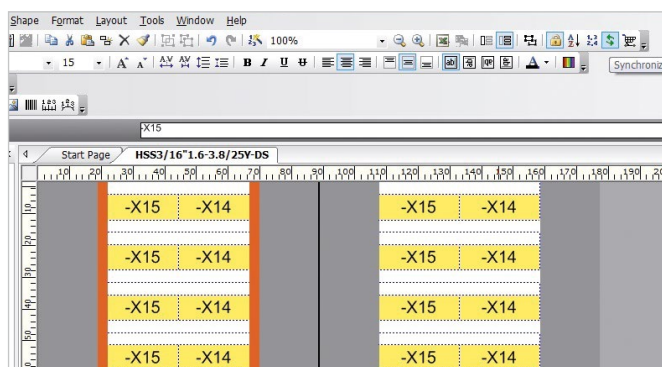 Shape Format Layout Tools Window Help
100%
15 A A B I U U A
Synchroniz
-X15
Start Page HSS3/16"1.6-3.8/25Y-DS
10 20 30 40 50 60 70 80 90 100 110 120 130 140 150 160 170 180 190
-X15 -X14 -X15 -X14
-X15 -X14 -X15 -X14
-X15 -X14 -X15 -X14
-X15 -X14 -X15 -X14